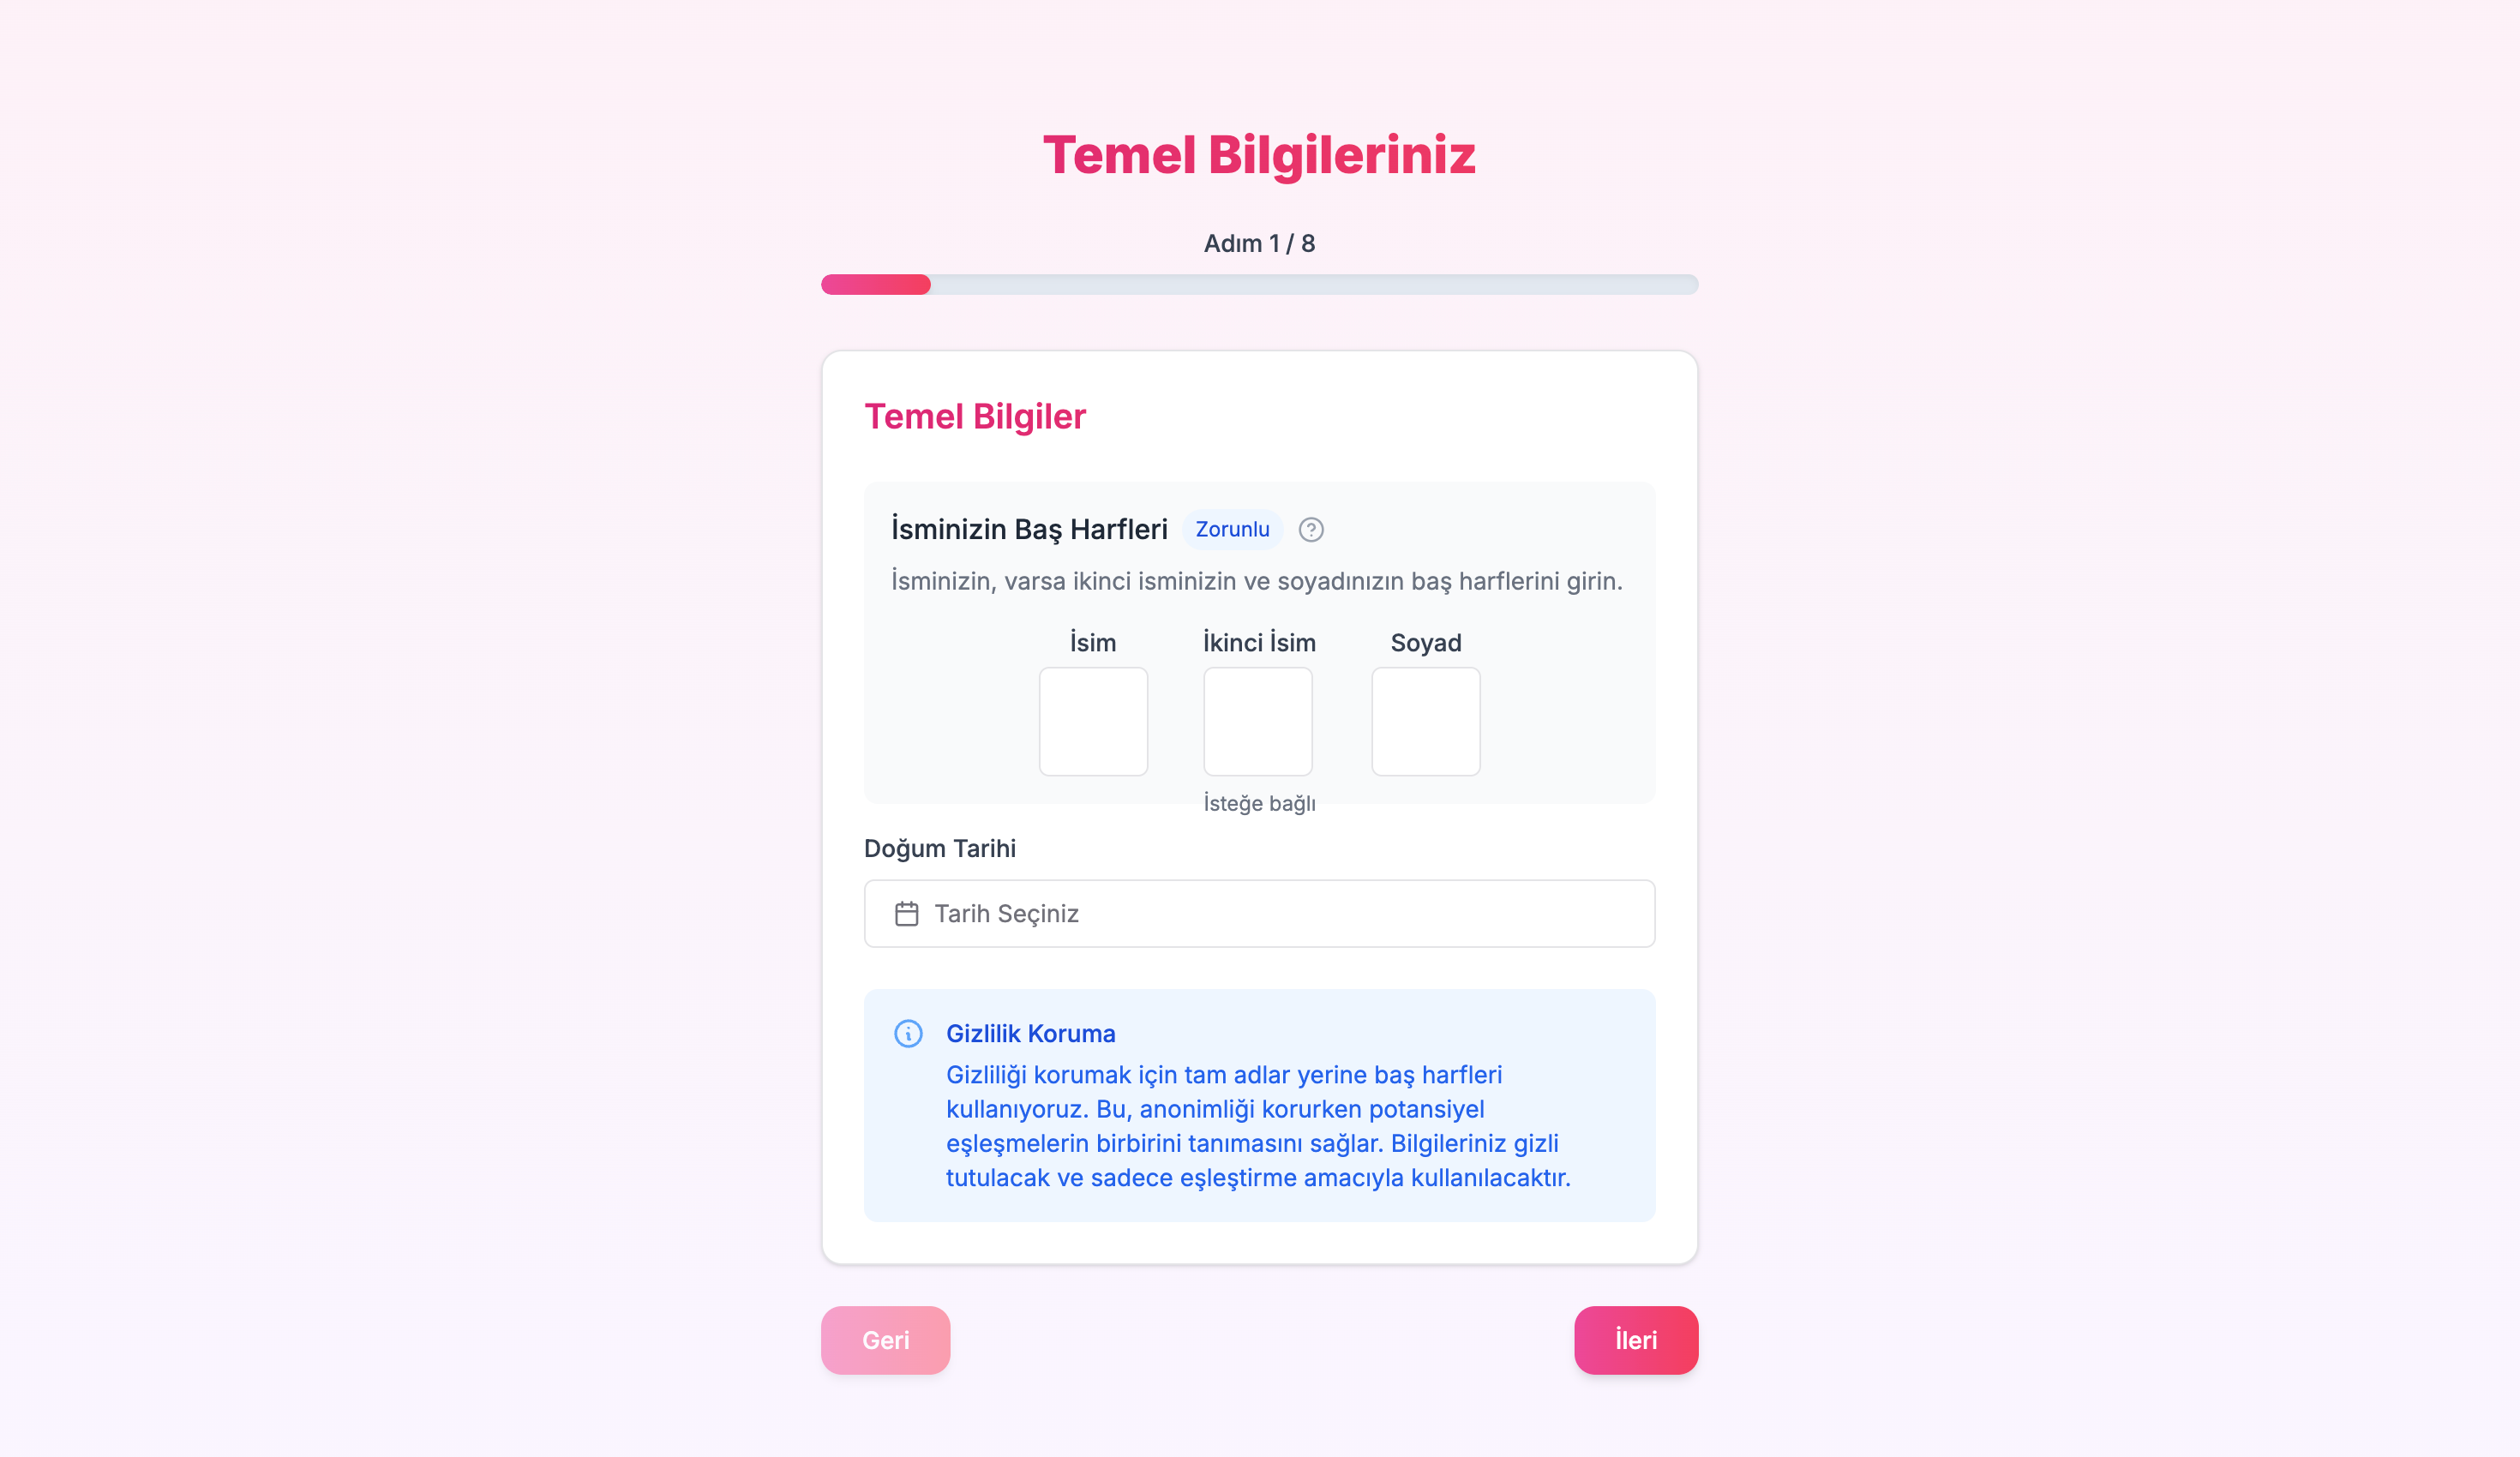 Temel Bilgileriniz
Adım 1 / 8
Temel Bilgiler
İsminizin Baş Harfleri Zorunlu ?
İsminizin, varsa ikinci isminizin ve soyadınızın baş harflerini girin.
İsim İkinci İsim Soyad
İsteğe bağlı
Doğum Tarihi
Tarih Seçiniz
Gizlilik Koruma
Gizliliği korumak için tam adlar yerine baş harfleri
kullanıyoruz. Bu, anonimliği korurken potansiyel
eşleşmelerin birbirini tanımasını sağlar. Bilgileriniz gizli
tutulacak ve sadece eşleştirme amacıyla kullanılacaktır.
Geri İleri